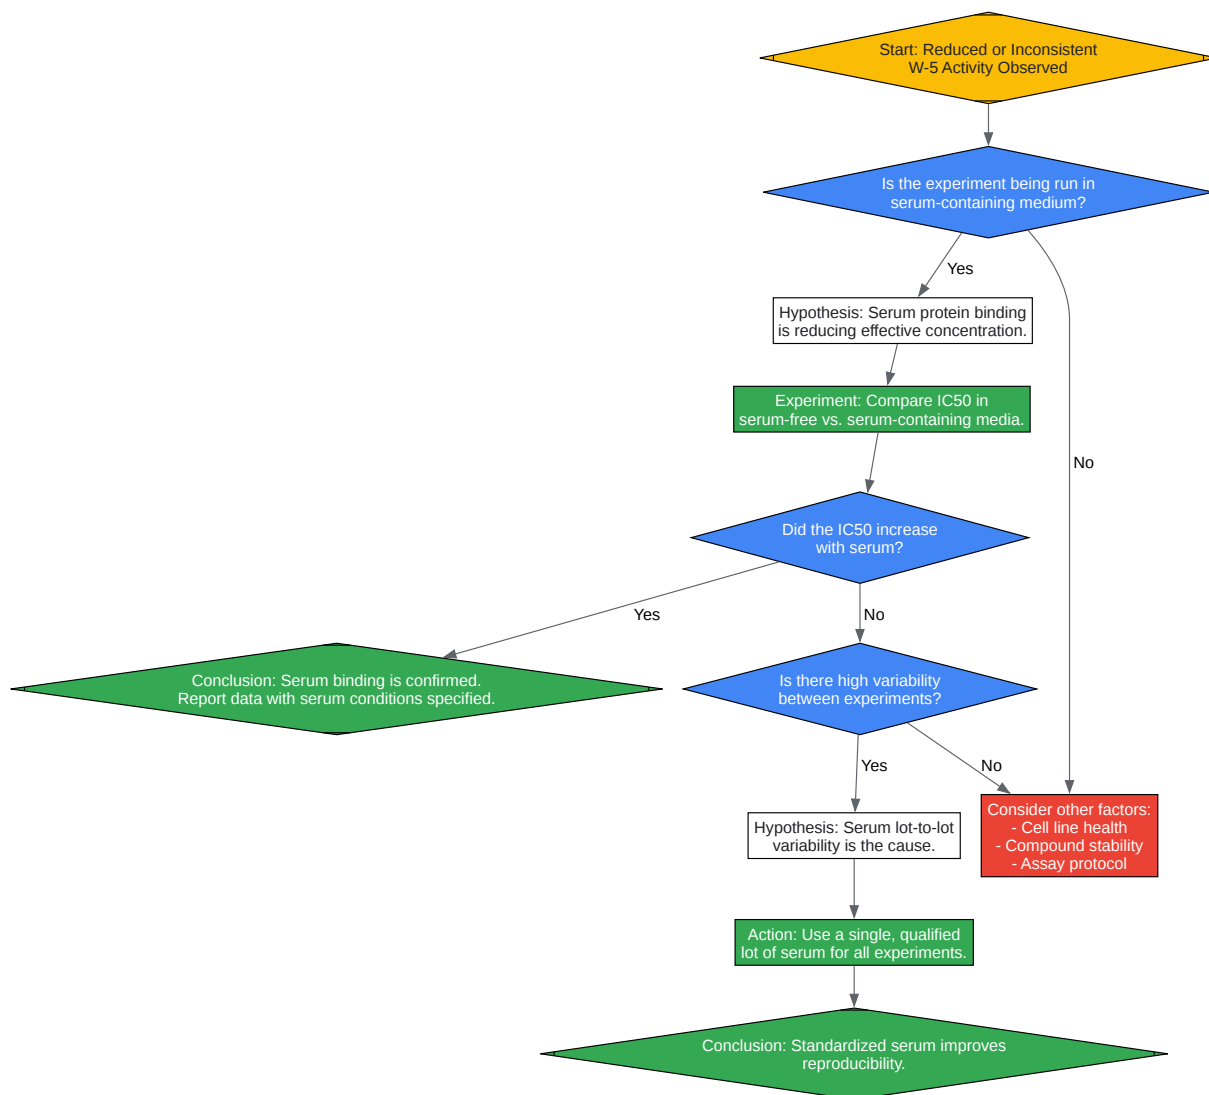 Start: Reduced or Inconsistent
W-5 Activity Observed
Is the experiment being run in
serum-containing medium?
Yes
Hypothesis: Serum protein binding
is reducing effective concentration.
Experiment: Compare IC50 in
serum-free vs. serum-containing media.
No
Did the IC50 increase
with serum?
Yes
No
Conclusion: Serum binding is confirmed.
Report data with serum conditions specified.
Is there high variability
between experiments?
Yes
No
Hypothesis: Serum lot-to-lot
variability is the cause.
Consider other factors:
- Cell line health
- Compound stability
- Assay protocol
Action: Use a single, qualified
lot of serum for all experiments.
Conclusion: Standardized serum improves
reproducibility.